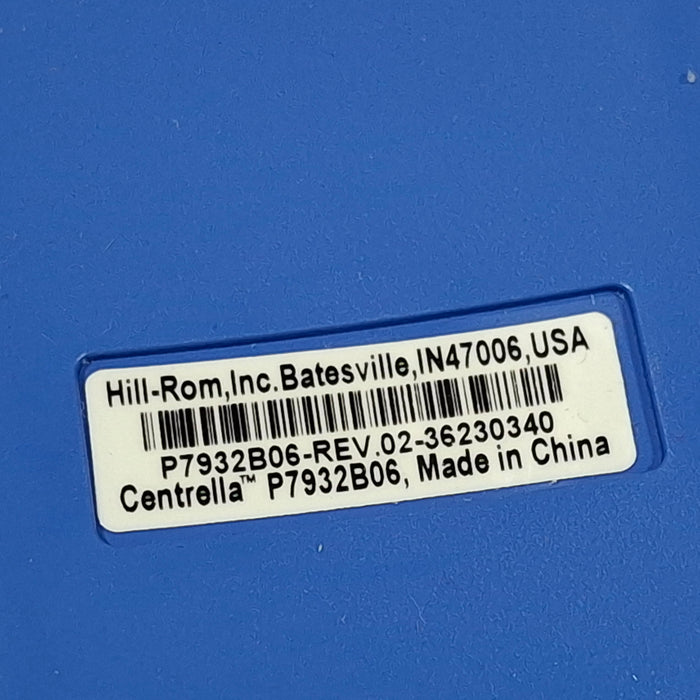 Hill-Rom,Inc.Batesville,IN47006,USA
P7932B06-REV.02-36230340
Centrella™ P7932B06, Made in China